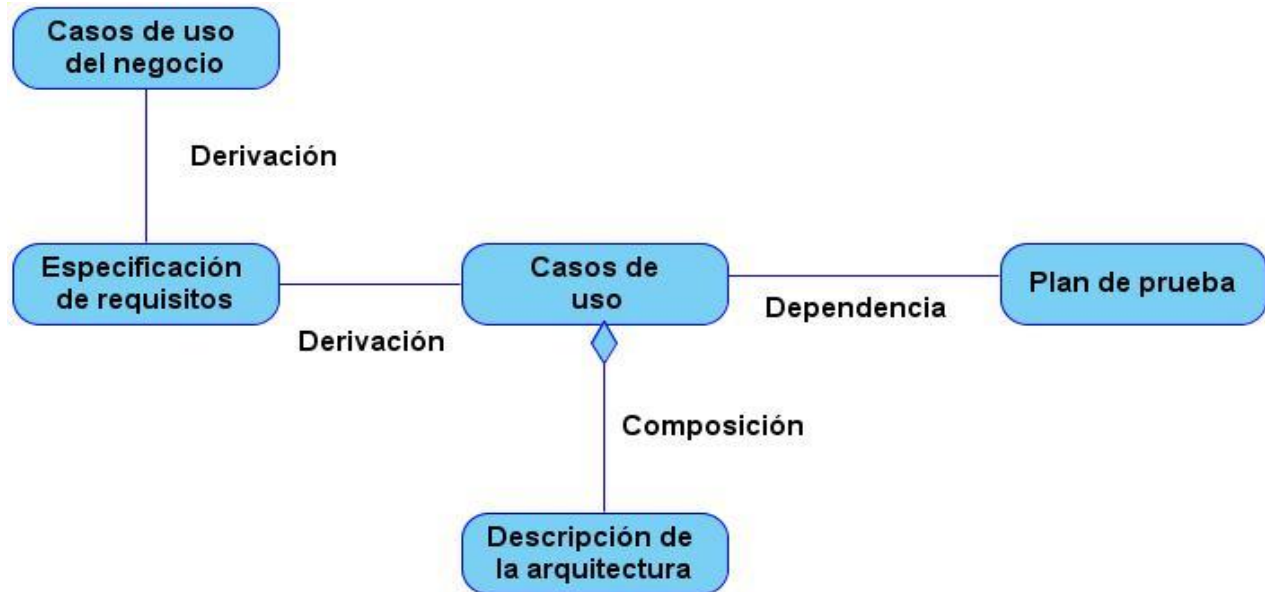 Casos de uso
del negocio
Derivación
Especificación
de requisitos
Derivación
Casos de
uso
Dependencia
Plan de prueba
Composición
Descripción de
la arquitectura